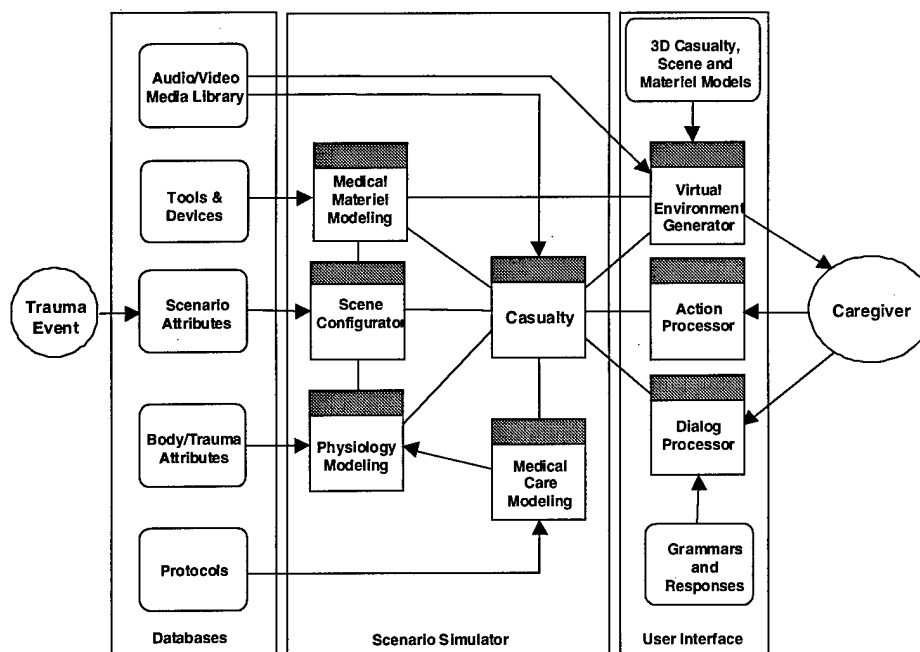 Trauma
Event
Audio/Video
Media Library
Tools &
Devices
Scenario
Attributes
Body/Trauma
Attributes
Protocols
Databases
Medical
Materiel
Modeling
Scene
Configurator
Physiology
Modeling
Casualty
Medical
Care
Modeling
Scenario Simulator
3D Casualty,
Scene and
Materiel Models
Virtual
Environment
Generator
Action
Processor
Dialog
Processor
Grammars
and
Responses
User Interface
Caregiver